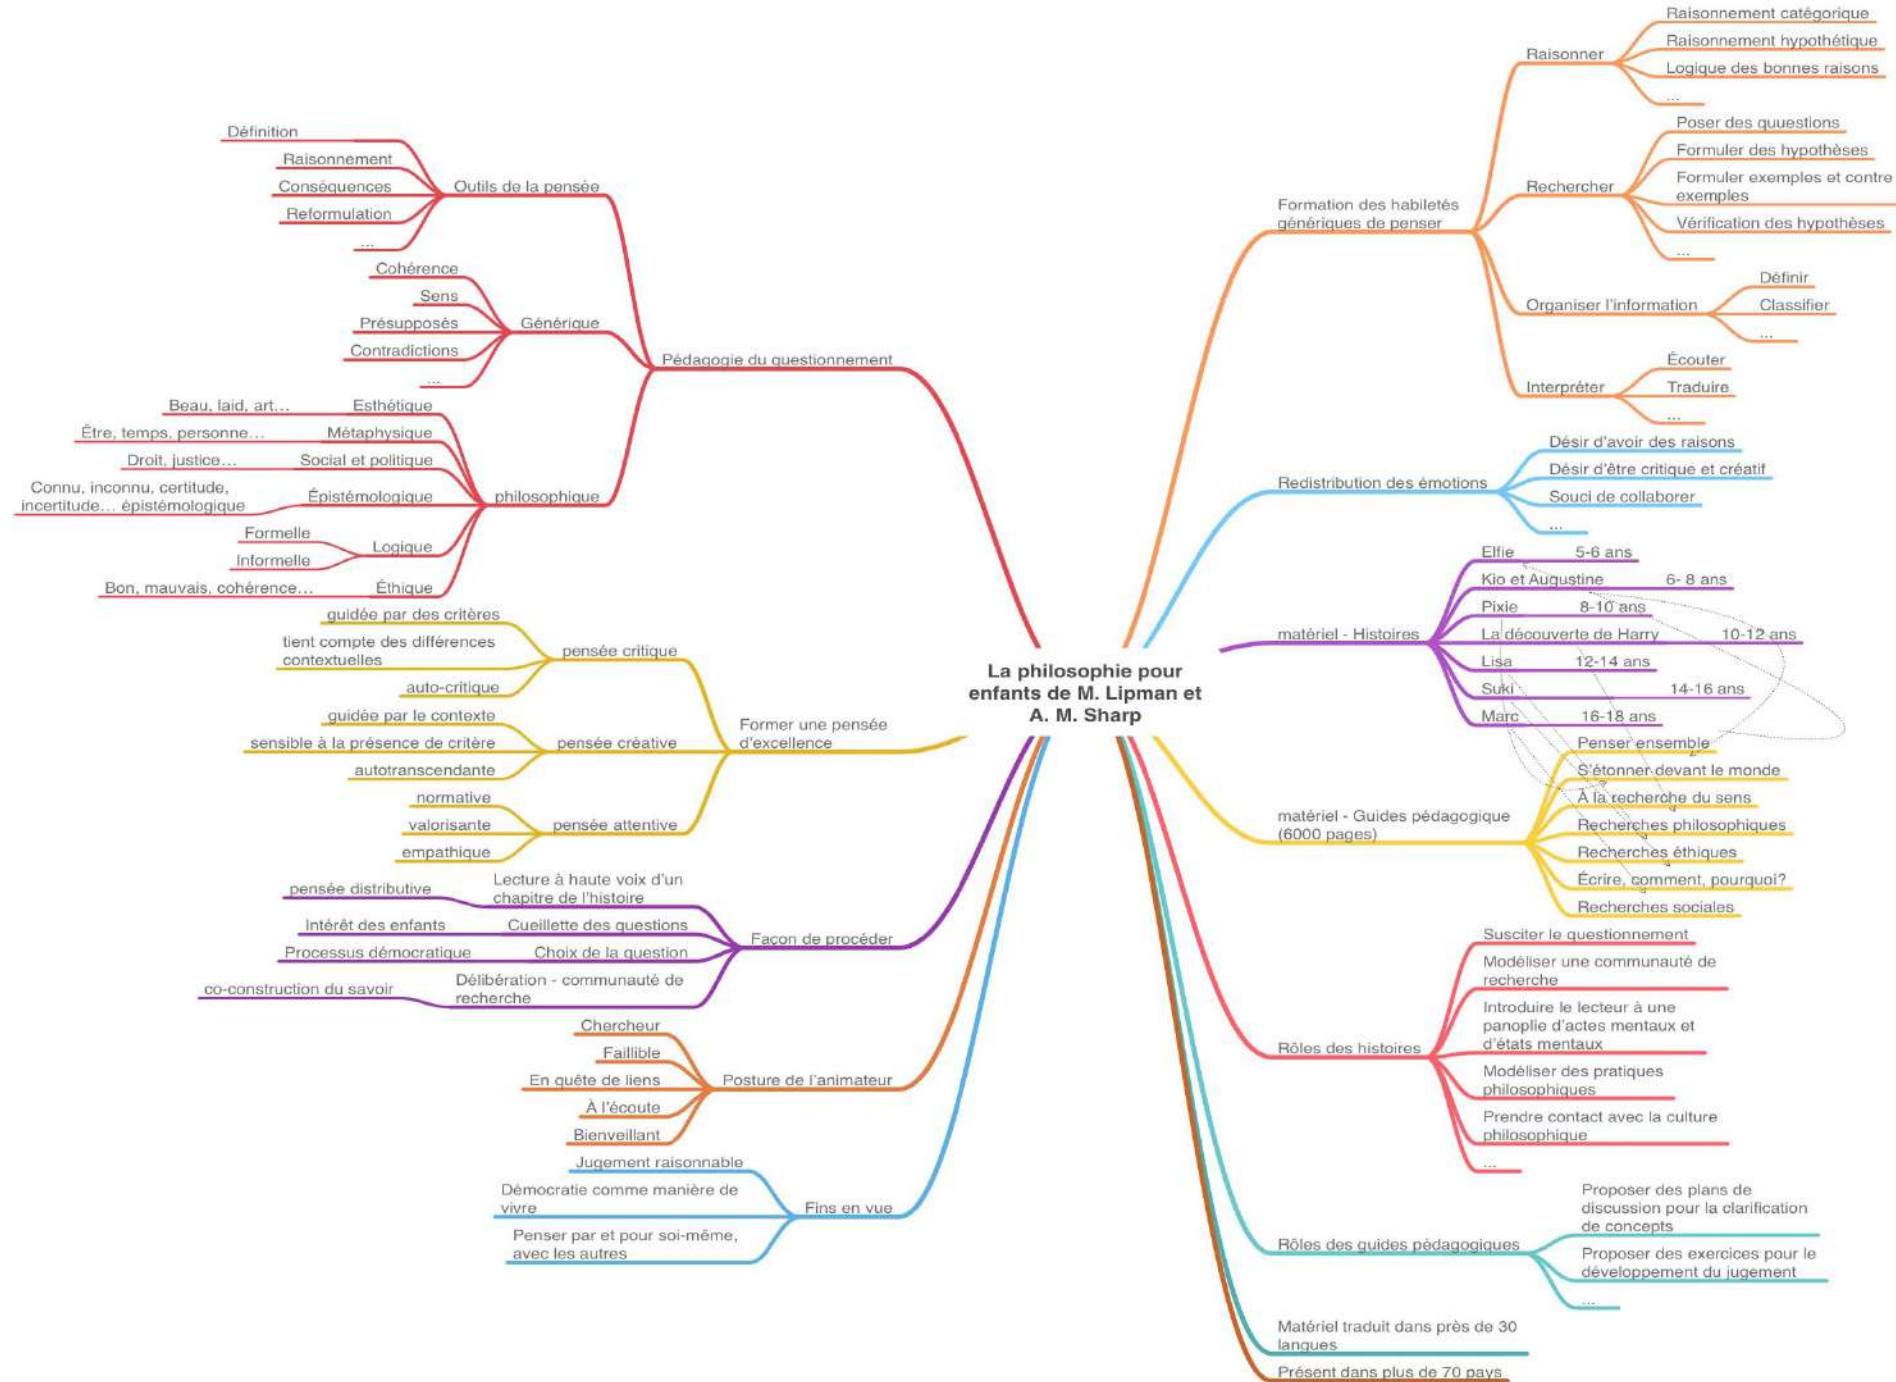 La philosophie pour
enfants de M. Lipman et
A. M. Sharp
Pédagogie du questionnement
Outils de la pensée
Définition
Raisonnement
Conséquences
Reformulation
...
Générique
Cohérence
Sens
Présupposés
Contradictions
...
philosophique
Esthétique
Beau, laid, art...
Métaphysique
Être, temps, personne...
Social et politique
Droit, justice...
Épistémologique
Connu, inconnu, certitude,
incertitude... épistémologique
Logique
Formelle
Informelle
Éthique
Bon, mauvais, cohérence...
Former une pensée
d'excellence
pensée critique
guidée par des critères
tient compte des différences
contextuelles
auto-critique
pensée créative
guidée par le contexte
sensible à la présence de critère
autotranscendante
pensée attentive
normative
valorisante
empathique
Façon de procéder
Lecture à haute voix d'un
chapitre de l'histoire
pensée distributive
Cueillette des questions
Intérêt des enfants
Choix de la question
Processus démocratique
Délibération - communauté de
recherche
co-construction du savoir
Posture de l'animateur
Chercheur
Faillible
En quête de liens
À l'écoute
Bienveillant
Fins en vue
Jugement raisonnable
Démocratie comme manière de
vivre
Penser par et pour soi-même,
avec les autres
Formation des habiletés
génériques de penser
Raisonner
Raisonnement catégorique
Raisonnement hypothétique
Logique des bonnes raisons
...
Rechercher
Poser des quuestions
Formuler des hypothèses
Formuler exemples et contre
exemples
Vérification des hypothèses
...
Organiser l'information
Définir
Classifier
...
Interpréter
Écouter
Traduire
...
Redistribution des émotions
Désir d'avoir des raisons
Désir d'être critique et créatif
Souci de collaborer
...
matériel - Histoires
Elfie 5-6 ans
Kio et Augustine 6- 8 ans
Pixie 8-10 ans
La découverte de Harry 10-12 ans
Lisa 12-14 ans
Suki 14-16 ans
Marc 16-18 ans
matériel - Guides pédagogique
(6000 pages)
Penser ensemble
S'étonner devant le monde
À la recherche du sens
Recherches philosophiques
Recherches éthiques
Écrire, comment, pourquoi?
Recherches sociales
Rôles des histoires
Susciter le questionnement
Modéliser une communauté de
recherche
Introduire le lecteur à une
panoplie d'actes mentaux et
d'états mentaux
Modéliser des pratiques
philosophiques
Prendre contact avec la culture
philosophique
...
Rôles des guides pédagogiques
Proposer des plans de
discussion pour la clarification
de concepts
Proposer des exercices pour le
développement du jugement
...
Matériel traduit dans près de 30
langues
Présent dans plus de 70 pays